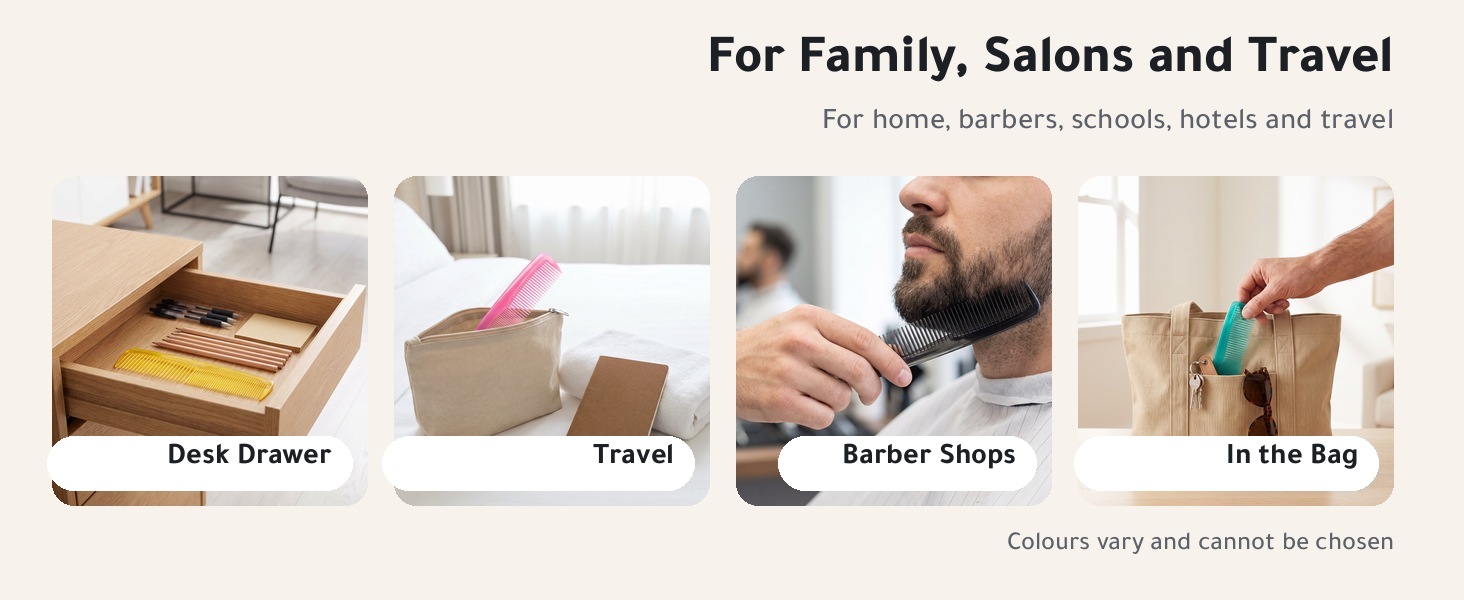 For Family, Salons and Travel
For home, barbers, schools, hotels and travel
Desk Drawer
Travel
Barber Shops
In the Bag
Colours vary and cannot be chosen